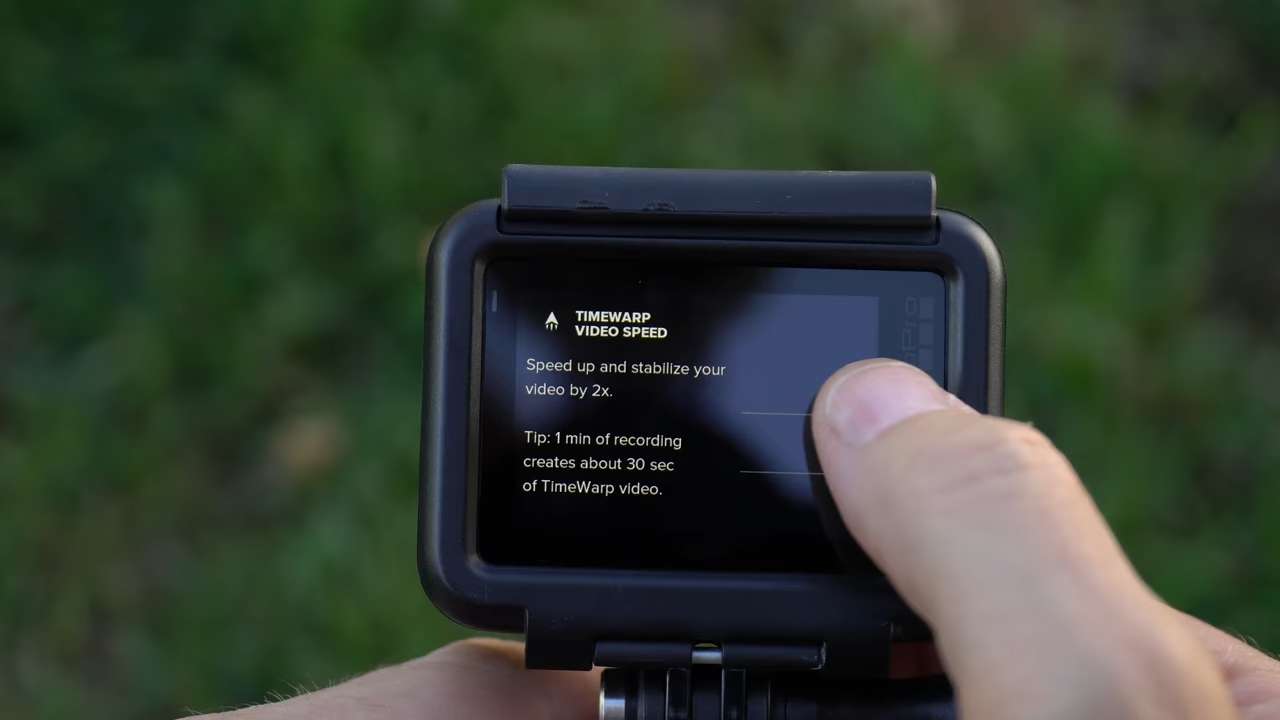 TIMEWARP
VIDEO SPEED
Speed up and stabilize your
video by 2x.
Tip: 1 min of recording
creates about 30 sec
of TimeWarp video.